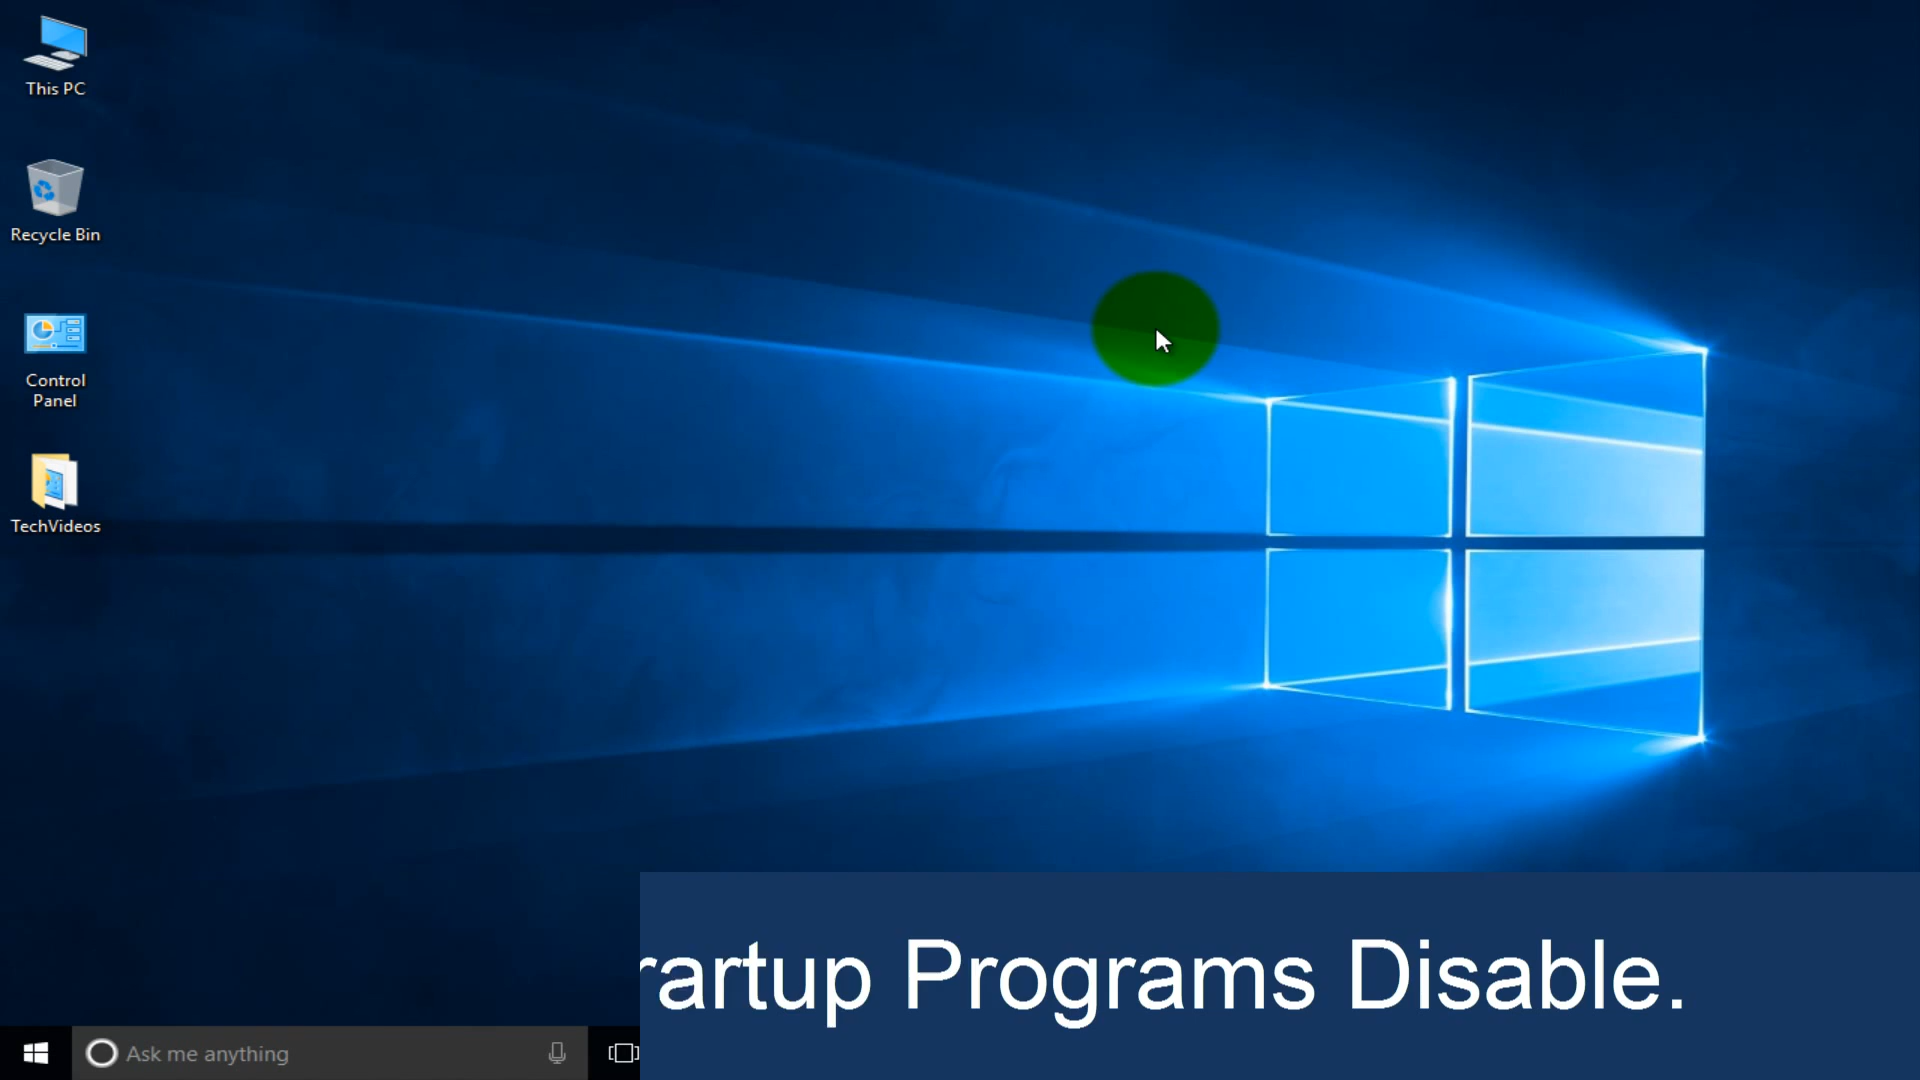 This PC
Recycle Bin
Control
Panel
TechVideos
rartup Programs Disable.
Ask me anything